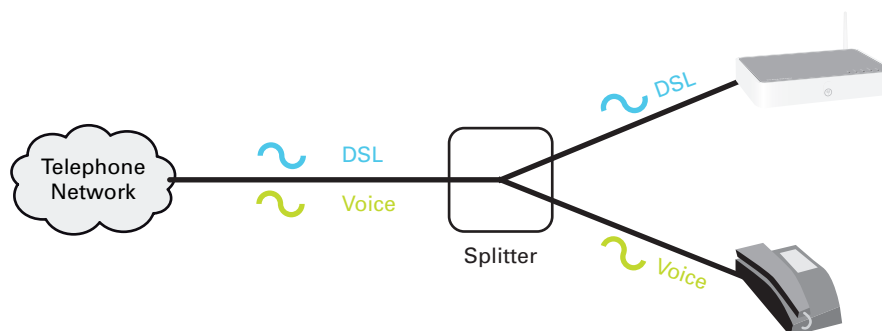 DSL
DSL
Telephone
Network
Voice
Splitter
Voice